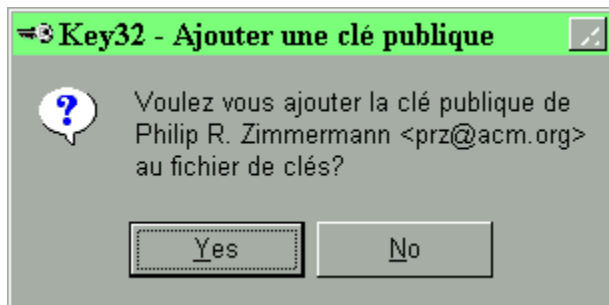 Key32 - Ajouter une clé publique
Voulez vous ajouter la clé publique de
Philip R. Zimmermann <prz@acm.org>
au fichier de clés?
Yes
No